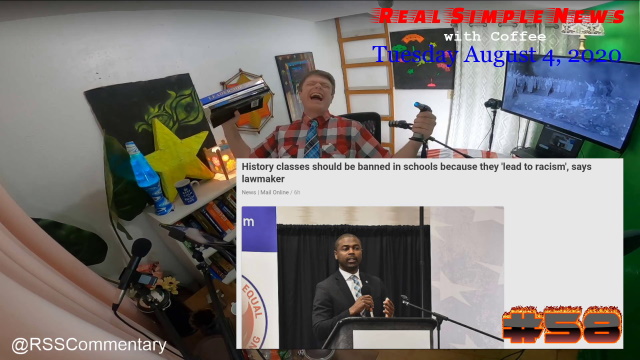 REAL SIMPLE NEWS
with Coffee
Tuesday August 4, 2020
History classes should be banned in schools because they 'lead to racism', says
lawmaker
News | Mail Online / 6h
m
EQUAL
#58
@RSSCommentary